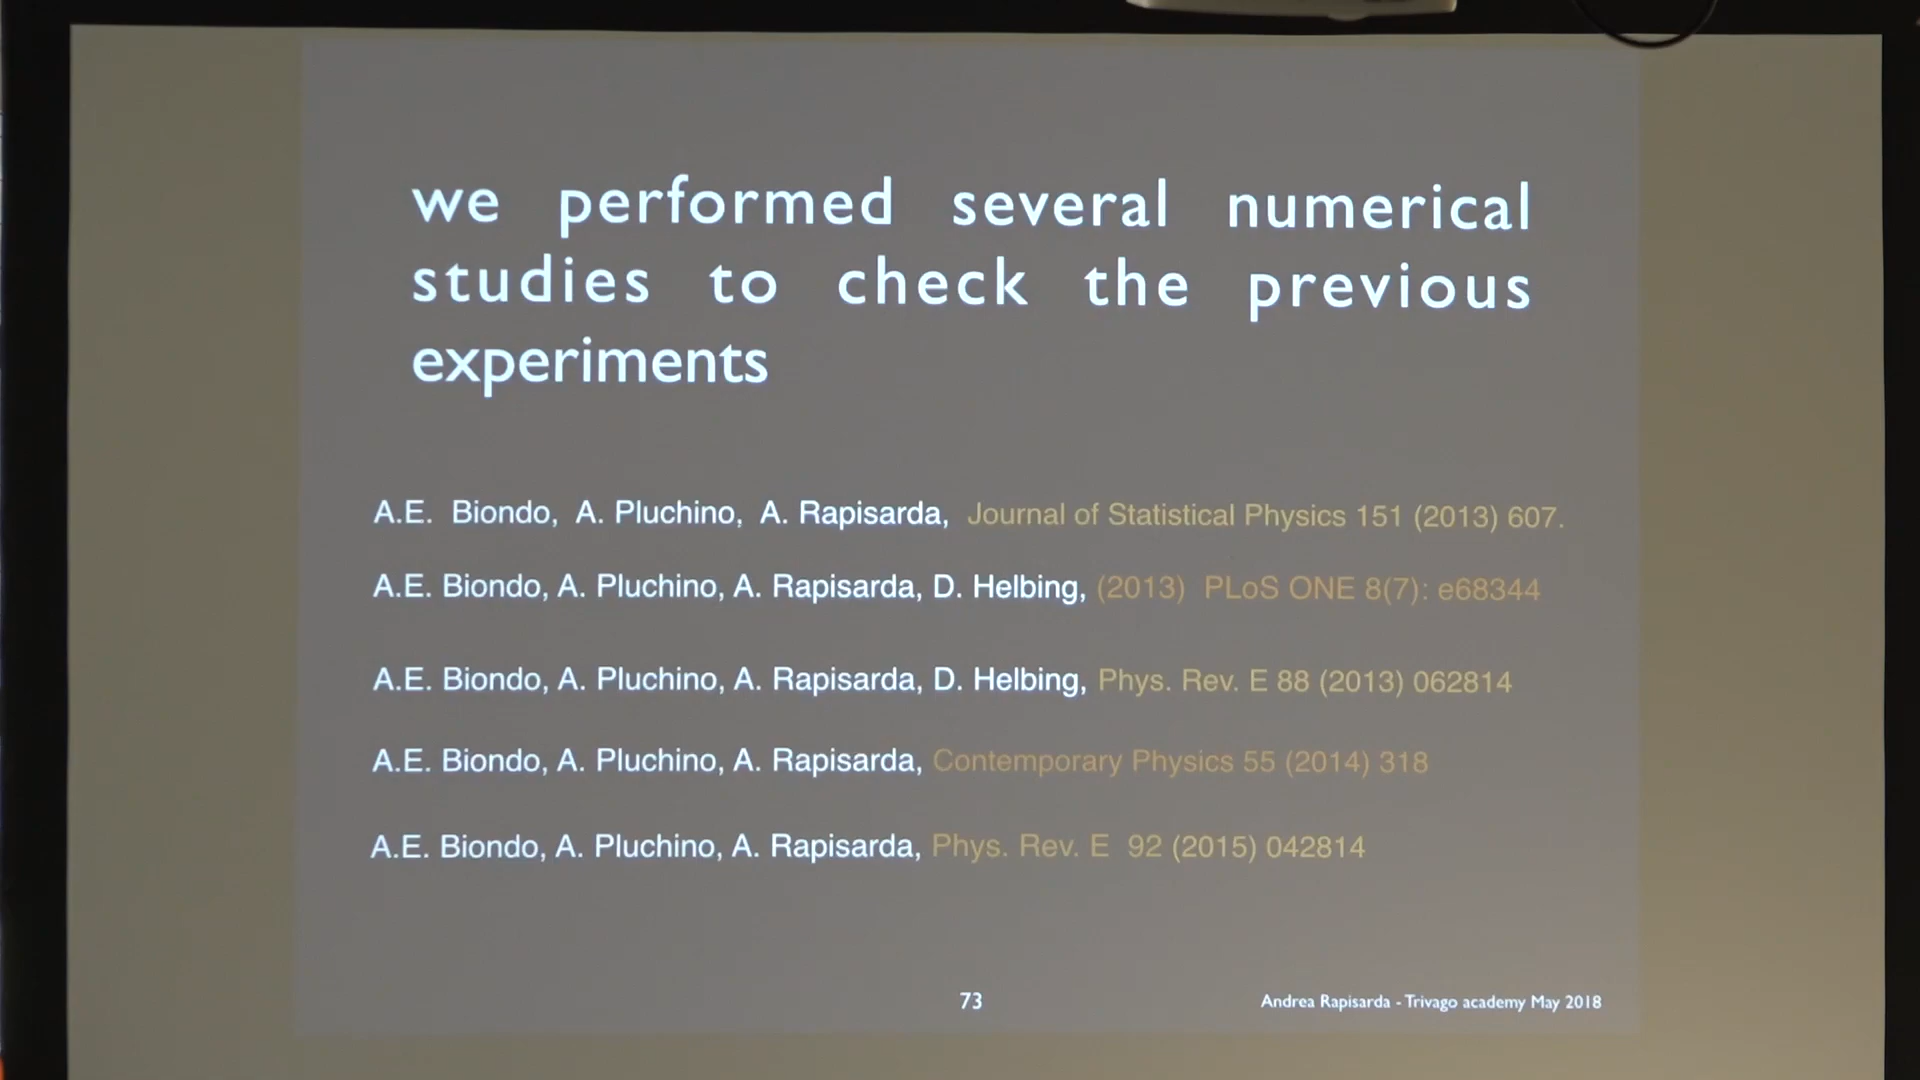 we performed several numerical
studies to check the previous
experiments
A.E. Biondo, A. Pluchino, A. Rapisarda, Journal of Statistical Physics 151 (2013) 607.
A.E. Biondo, A. Pluchino, A. Rapisarda, D. Helbing, (2013) PLoS ONE 8(7): e68344
A.E. Biondo, A. Pluchino, A. Rapisarda, D. Helbing, Phys. Rev. E 88 (2013) 062814
A.E. Biondo, A. Pluchino, A. Rapisarda, Contemporary Physics 55 (2014) 318
A.E. Biondo, A. Pluchino, A. Rapisarda, Phys. Rev. E 92 (2015) 042814
73
Andrea Rapisarda - Trivago academy May 2018